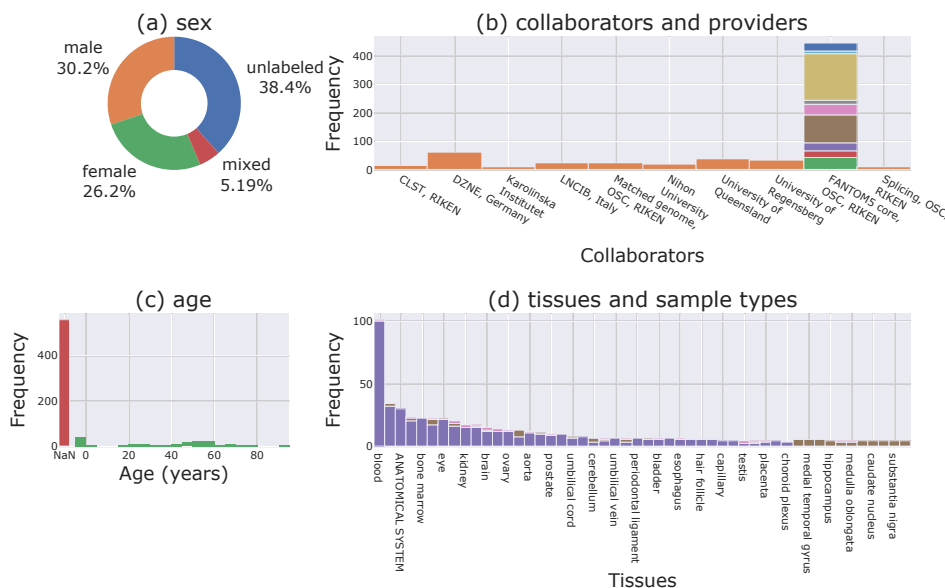 (a) sex
male
30.2%
unlabeled
38.4%
female
26.2%
mixed
5.19%
(b) collaborators and providers
Frequency
400
300
200
100
0
CLST, RIKEN
DZNE, Germany
Karolinska
Institutet
LNCIB, Italy
Matched genome,
OSC, RIKEN
Nihon
University
University of
Queensland
University of
Regensberg
FANTOM5 core,
OSC, RIKEN
Splicing, OSC,
RIKEN
Collaborators
(c) age
Frequency
400
200
0
NaN
0
20
40
60
80
Age (years)
(d) tissues and sample types
Frequency
100
50
0
blood
ANATOMICAL SYSTEM
bone marrow
eye
kidney
brain
ovary
aorta
prostate
umbilical cord
cerebellum
umbilical vein
periodontal ligament
bladder
esophagus
hair follicle
capillary
testis
placenta
choroid plexus
medial temporal gyrus
hippocampus
medulla oblongata
caudate nucleus
substantia nigra
Tissues